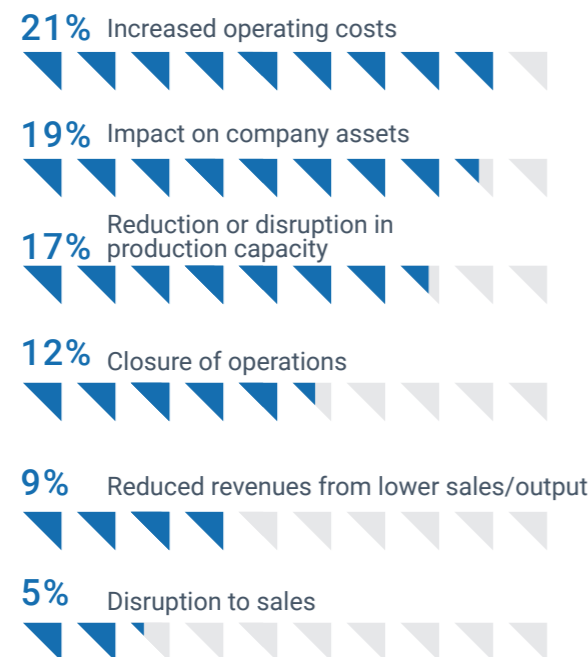 21% Increased operating costs
19% Impact on company assets
Reduction or disruption in
17% production capacity
12% Closure of operations
9% Reduced revenues from lower sales/output
5% Disruption to sales